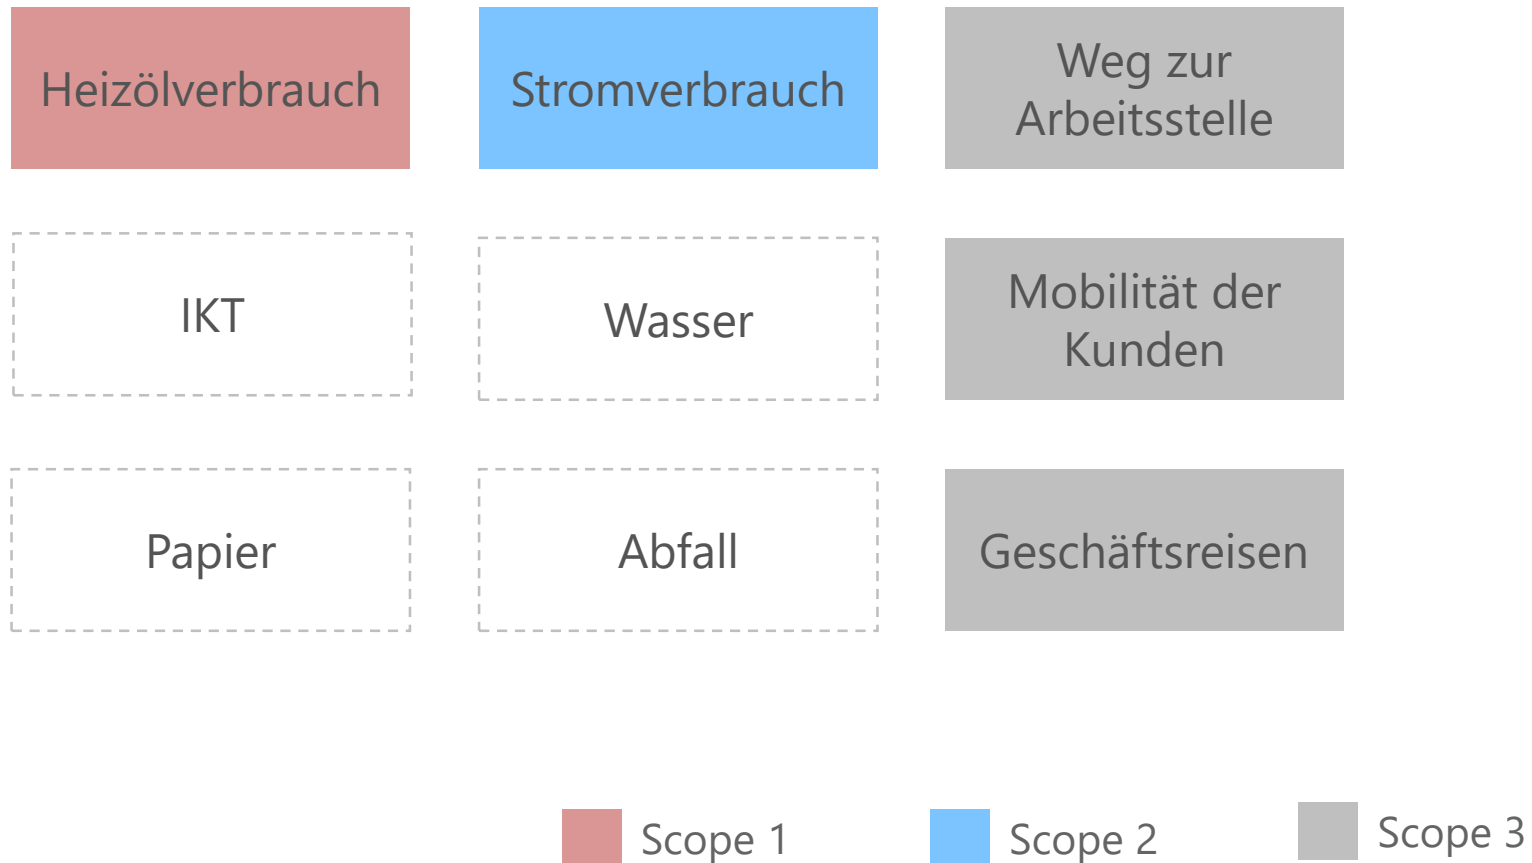 Heizölverbrauch
Stromverbrauch
Weg zur
Arbeitsstelle
IKT
Wasser
Mobilität der
Kunden
Papier
Abfall
Geschäftsreisen
Scope 1
Scope 2
Scope 3